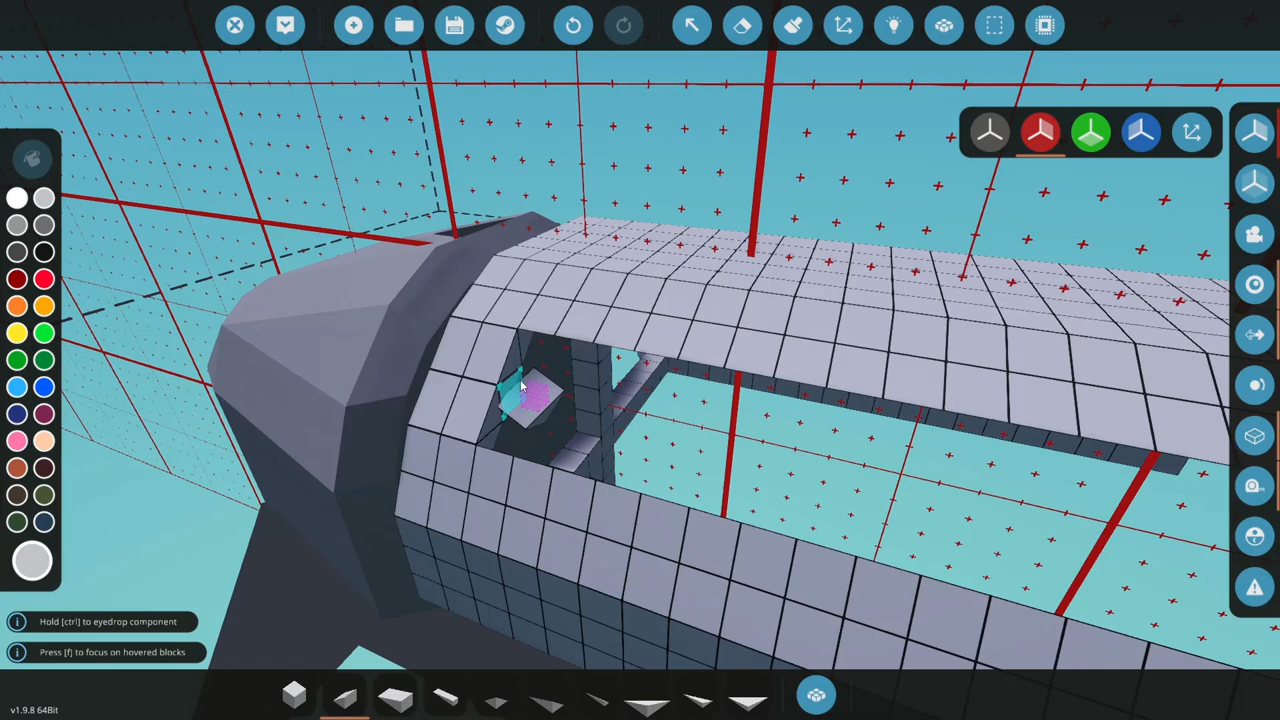 Hold [ctrl] to eyedrop component
Press [f] to focus on hovered blocks
v1.9.8 64Bit